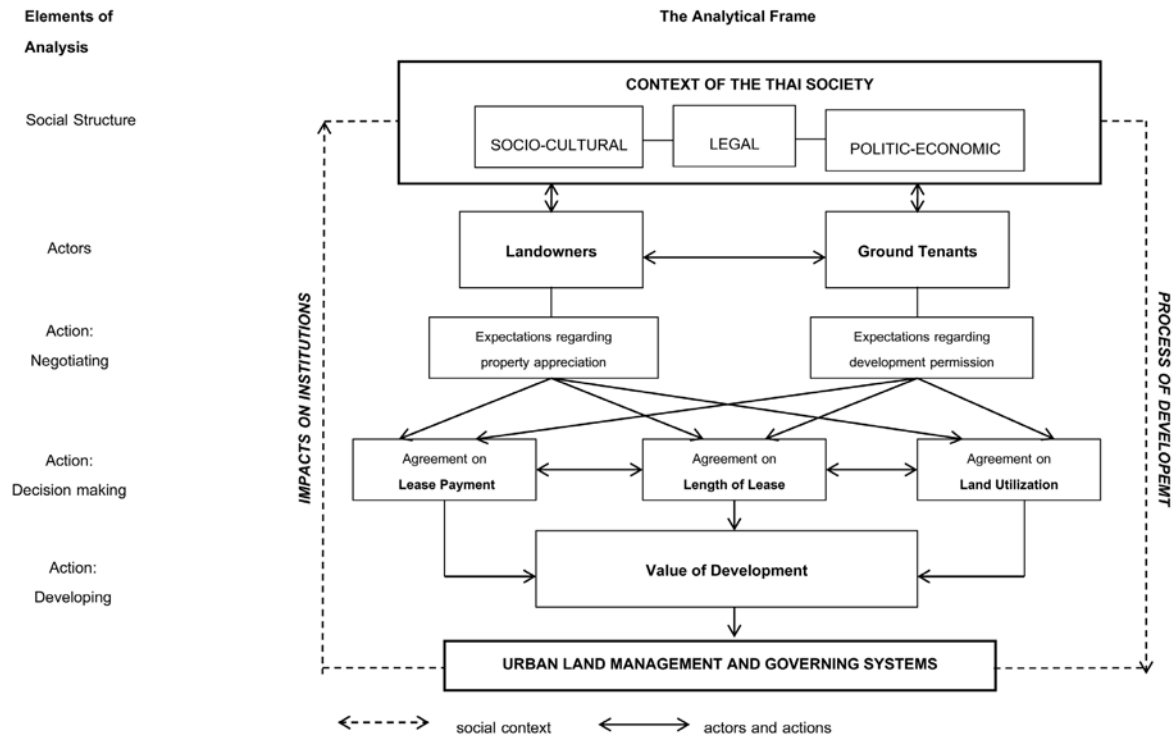 Elements of
Analysis
The Analytical Frame
CONTEXT OF THE THAI SOCIETY
Social Structure
SOCIO-CULTURAL
LEGAL
POLITIC-ECONOMIC
Actors
Landowners
Ground Tenants
IMPACTS ON INSTITUTIONS
PROCESS OF DEVELOPEMT
Action:
Negotiating
Expectations regarding
property appreciation
Expectations regarding
development permission
Action:
Decision making
Agreement on
Lease Payment
Agreement on
Length of Lease
Agreement on
Land Utilization
Action:
Developing
Value of Development
URBAN LAND MANAGEMENT AND GOVERNING SYSTEMS
social context
actors and actions